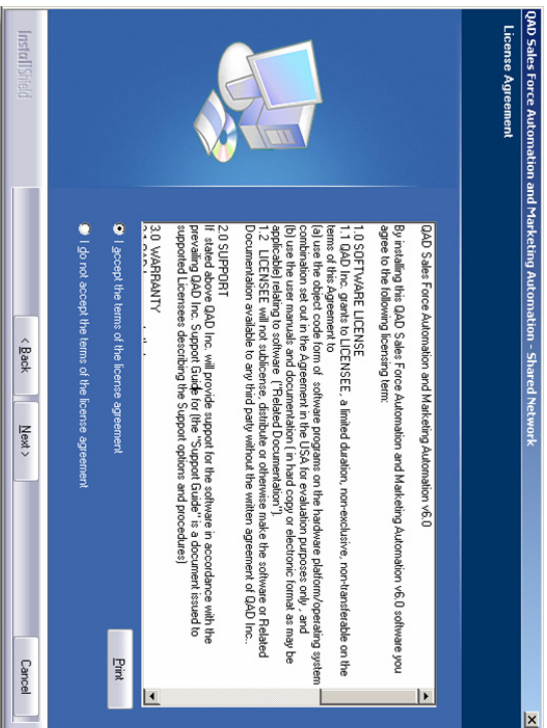 QAD Sales Force Automation and Marketing Automation - Shared Network
License Agreement
QAD Sales Force Automation and Marketing Automation v6.0
By installing this QAD Sales Force Automation and Marketing Automation v6.0 software you
agree to the following licensing term:
1.0 SOFTWARE LICENSE
1.1 QAD Inc. grants to LICENSEE , a limited duration, non-exclusive, non-transferable on the
terms of this Agreement to
(a) use the object code form of software programs on the hardware platform/operating system
combination set out in the Agreement in the USA for evaluation purposes only , and
(b) use the user manuals and documentation ( in hard copy or electronic format as may be
applicable) relating to software ("Related Documentation").
1.2 LICENSEE will not sublicense, distribute or otherwise make the software or Related
Documentation available to any third party without the written agreement of QAD Inc..
2.0 SUPPORT
If stated above QAD Inc. will provide support for the software in accordance with the
prevailing QAD Inc. Support Guide for (the "Support Guide" is a document issued to
supported Licensees describing the Support options and procedures)
3.0 WARRANTY
I accept the terms of the license agreement
I do not accept the terms of the license agreement
Print
InstallShield
< Back
Next >
Cancel